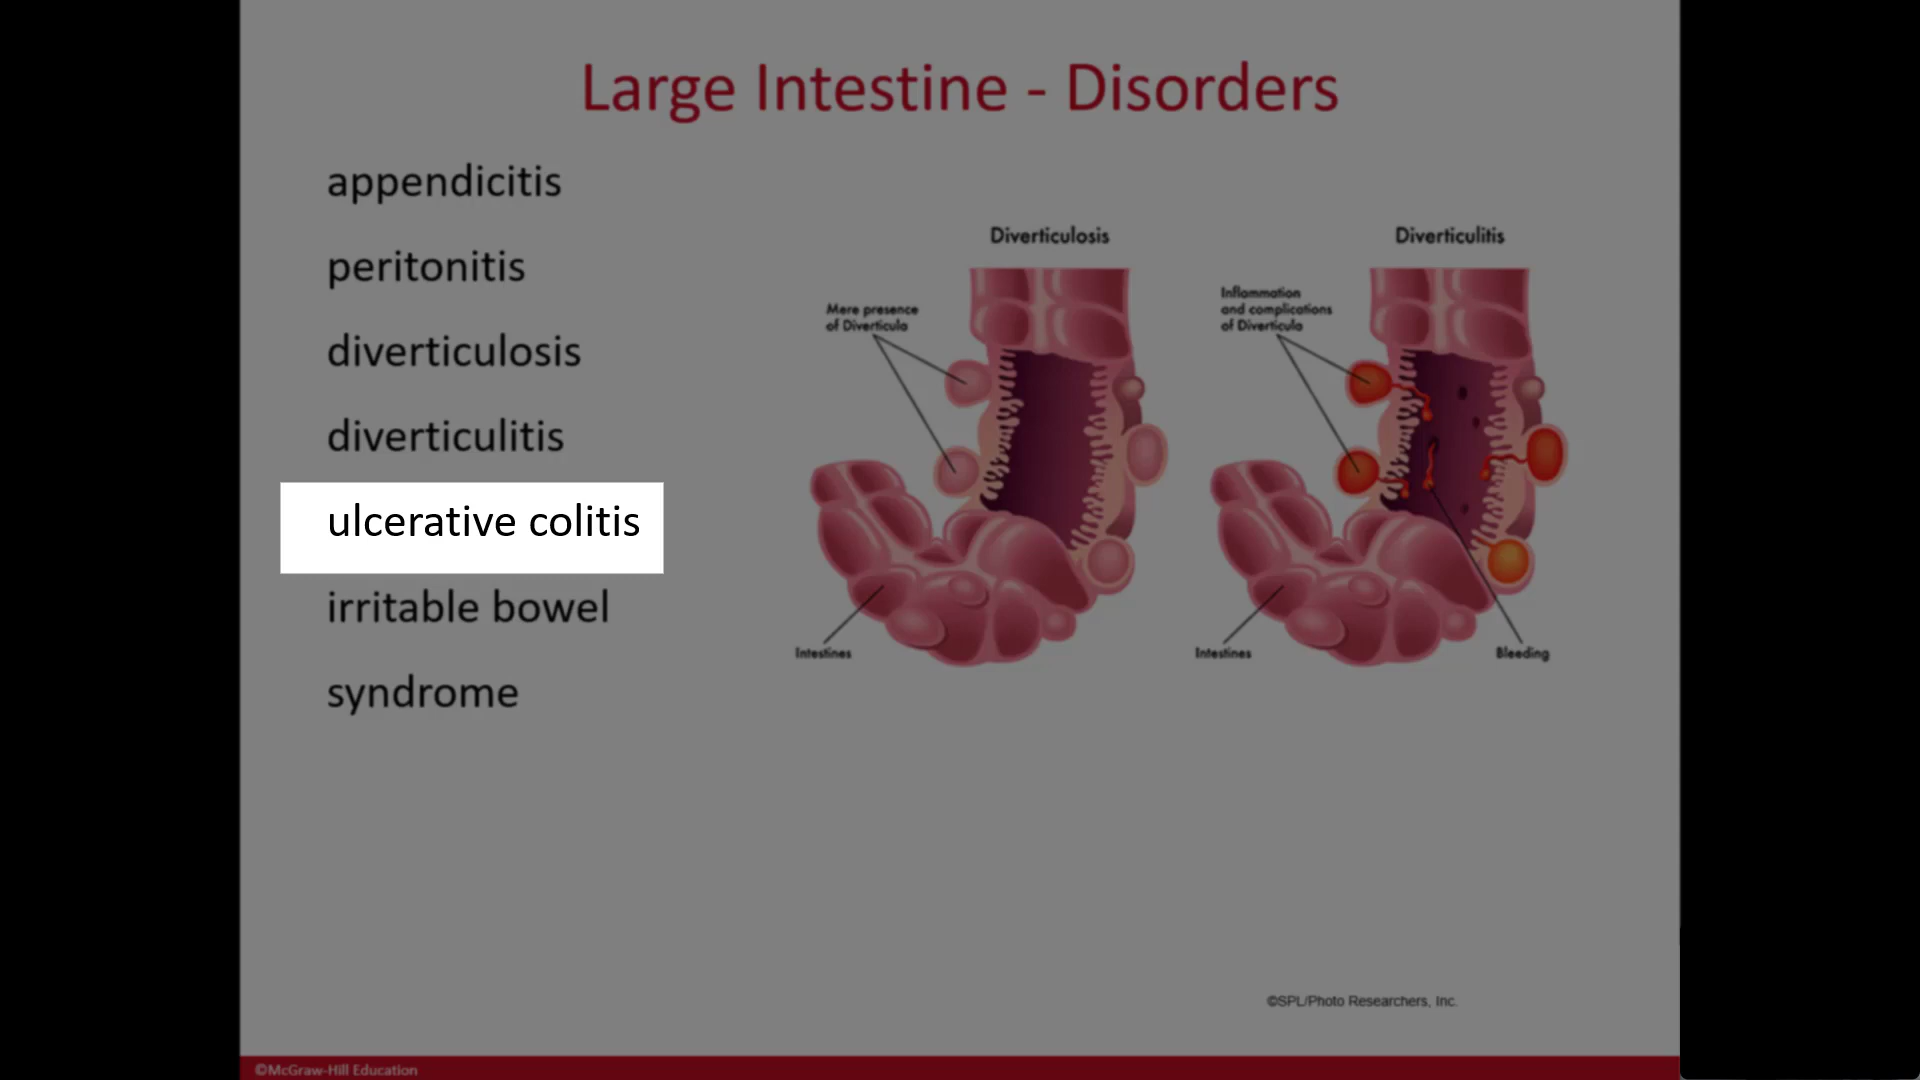 Large Intestine - Disorders
appendicitis
peritonitis
diverticulosis
diverticulitis
ulcerative colitis
irritable bowel
syndrome
Diverticulosis
Mere presence
of Diverticula
Intestines
Diverticulitis
Inflammation
and complications
of Diverticula
Intestines
Bleeding
©SPL/Photo Researchers, Inc.
©McGraw-Hill Education